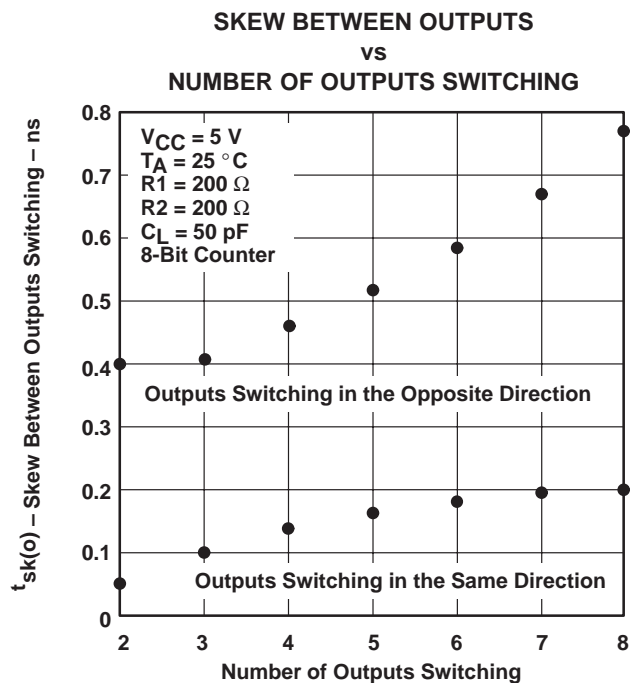 SKEW BETWEEN OUTPUTS
vs
NUMBER OF OUTPUTS SWITCHING
t sk(o) – Skew Between Outputs Switching – ns
0.8
0.7
0.6
0.5
0.4
0.3
0.2
0.1
0
VCC = 5 V
TA = 25 °C
R1 = 200 Ω
R2 = 200 Ω
CL = 50 pF
8-Bit Counter
Outputs Switching in the Opposite Direction
Outputs Switching in the Same Direction
2 3 4 5 6 7 8
Number of Outputs Switching